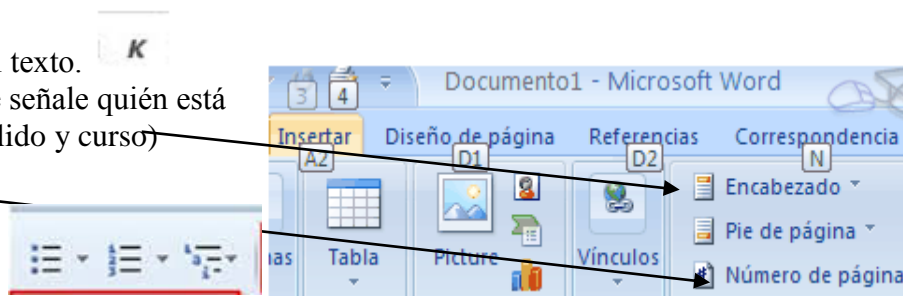 K
texto.
señale quién está
lido y curso)
3 4 Documento1 - Microsoft Word
Insertar Diseño de página Referencias Correspondencia
A2 D1 D2 N
Encabezado
Pie de página
as Tabla Picture Vínculos
Número de página